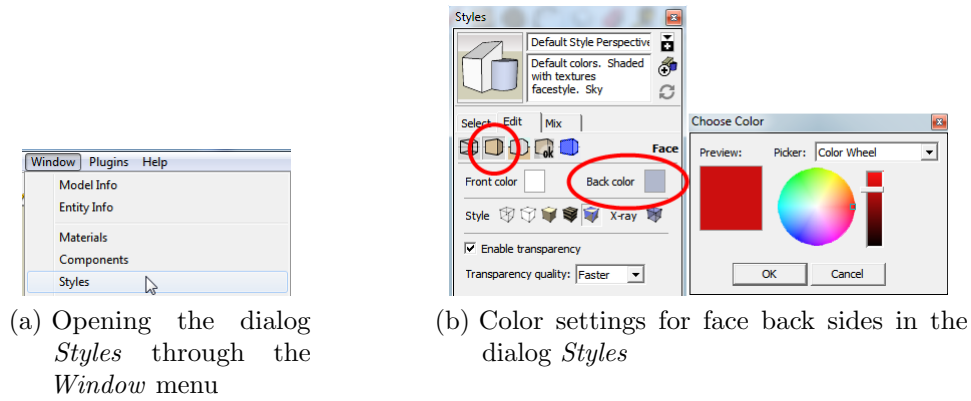 Window Plugins Help
Model Info
Entity Info
Materials
Components
Styles
(a) Opening the dialog
Styles through the
Window menu
Styles
Default Style Perspective
Default colors. Shaded
with textures
facestyle. Sky
Select Edit Mix
ok
Face
Front color
Back color
Style
X-ray
Enable transparency
Transparency quality: Faster
Choose Color
Preview:
Picker: Color Wheel
OK Cancel
(b) Color settings for face back sides in the
dialog Styles